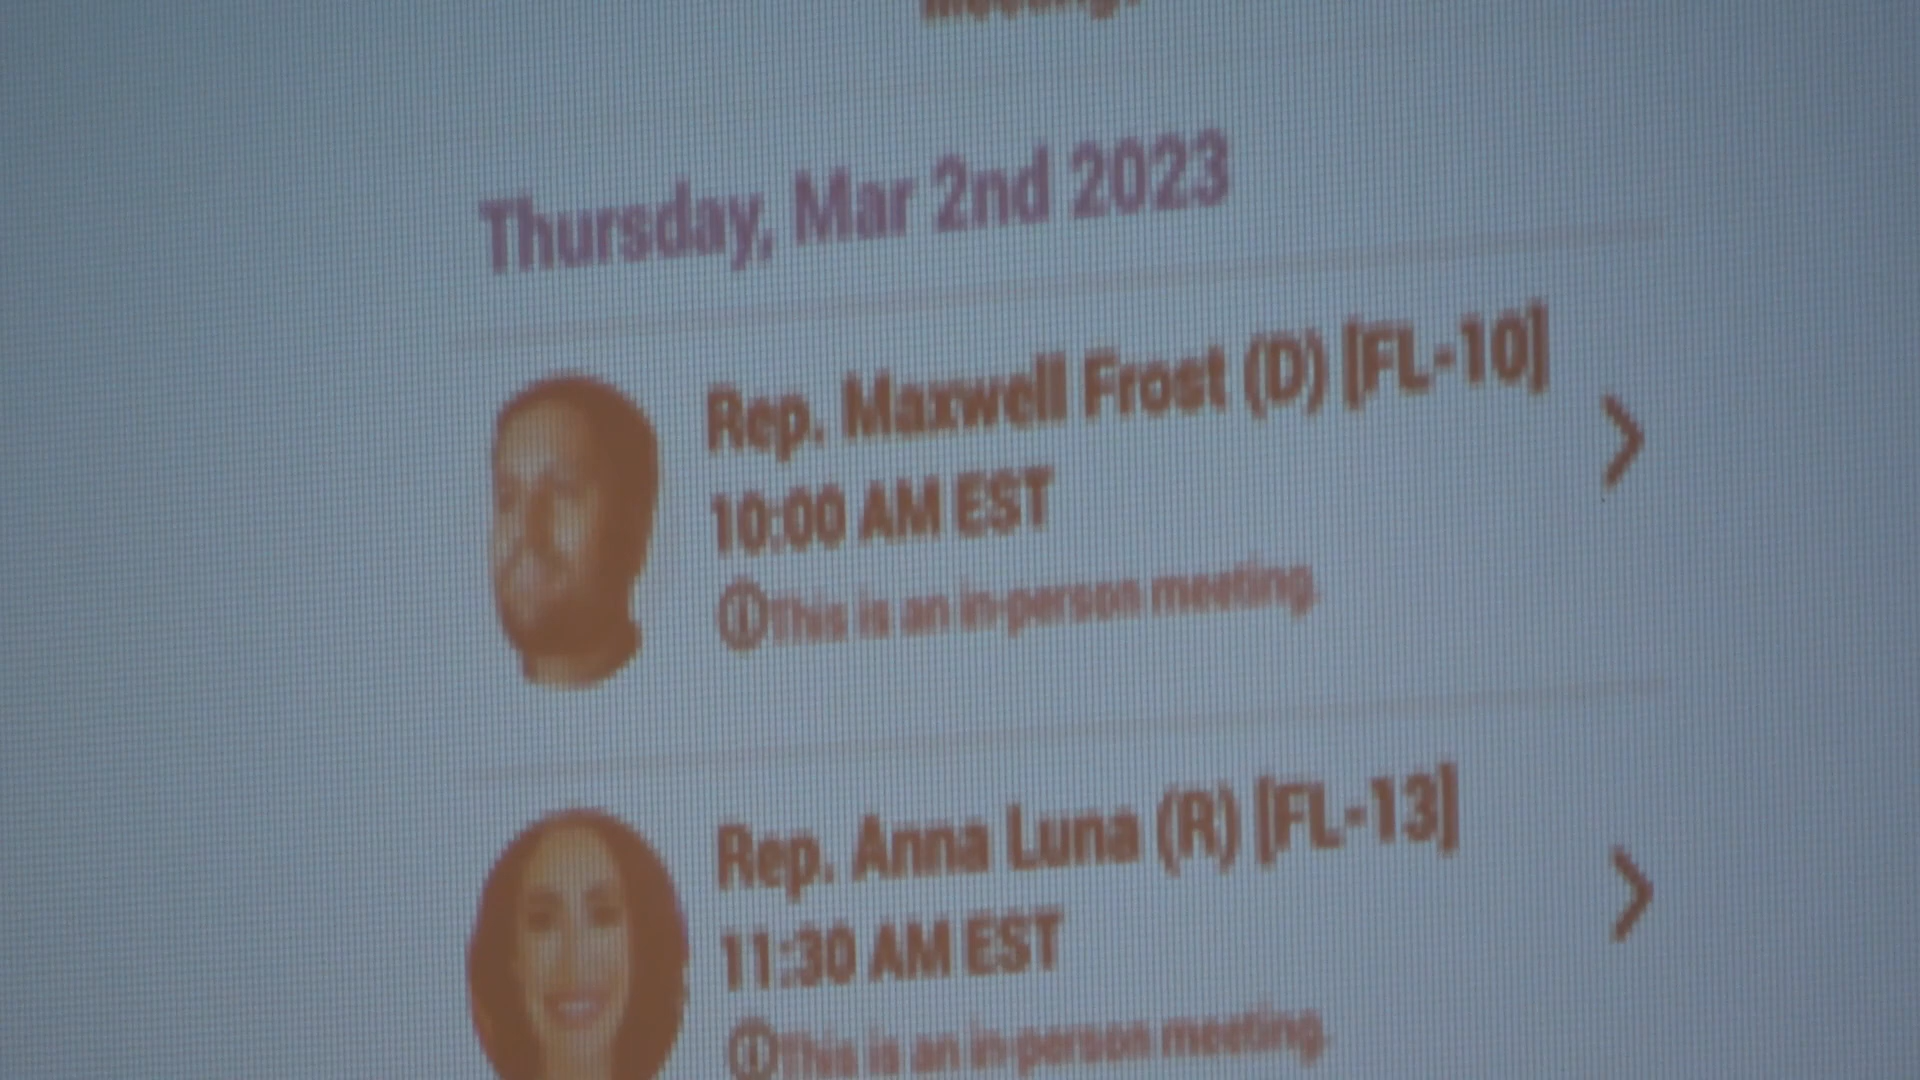 meeting.
Thursday, Mar 2nd 2023
Rep. Maxwell Frost (D) [FL-10]
10:00 AM EST
This is an in-person meeting.
Rep. Anna Luna (R) [FL-13]
11:30 AM EST
This is an in-person meeting.